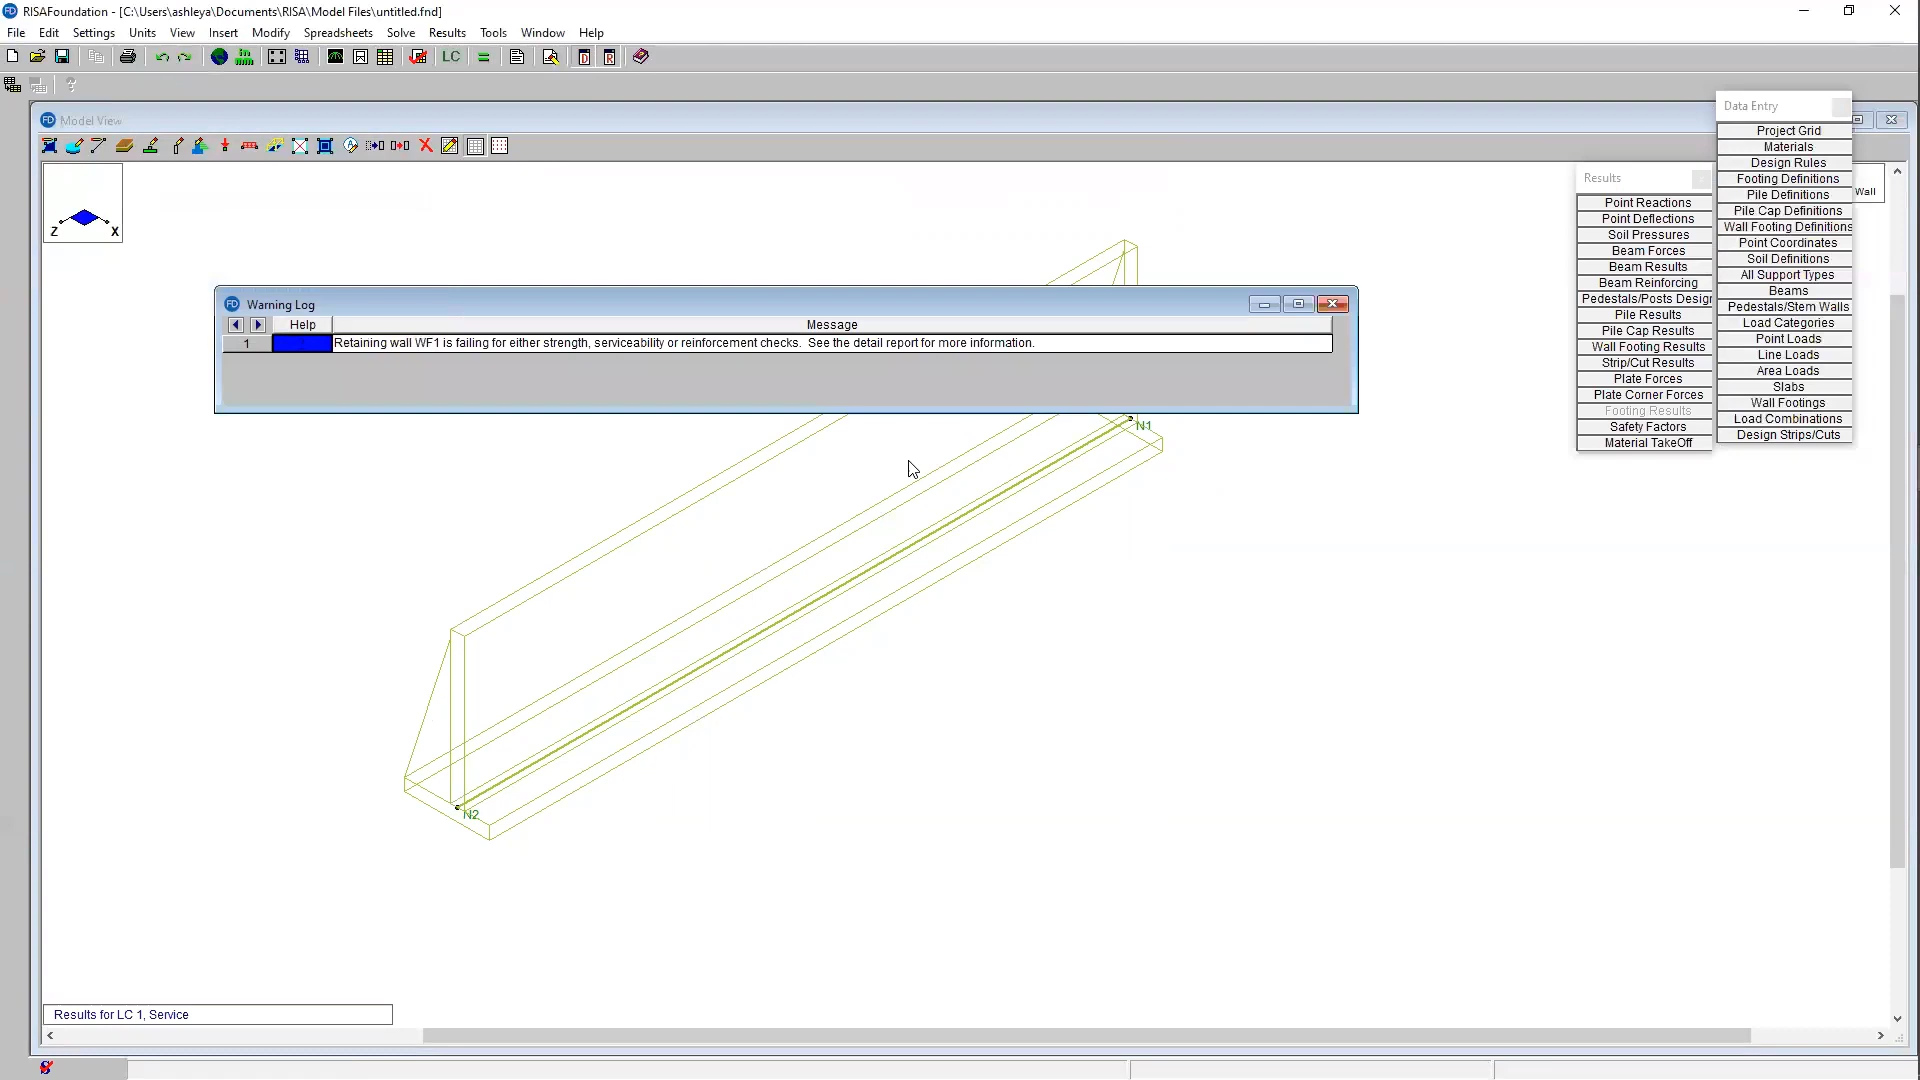 RISAFoundation - [C:\Users\ashleya\Documents\RISA\Model Files\untitled.fnd]
File Edit Settings Units View Insert Modify Spreadsheets Solve Results Tools Window Help
LC
D R
FD Model View
Data Entry
Project Grid
Materials
Design Rules
Footing Definitions
Pile Definitions
Pile Cap Definitions
Wall Footing Definitions
Point Coordinates
Soil Definitions
All Support Types
Beams
Pedestals/Stem Walls
Load Categories
Point Loads
Line Loads
Area Loads
Slabs
Wall Footings
Load Combinations
Design Strips/Cuts
Wall
Results
Point Reactions
Point Deflections
Soil Pressures
Beam Forces
Beam Results
Beam Reinforcing
Pedestals/Posts Design
Pile Results
Pile Cap Results
Wall Footing Results
Strip/Cut Results
Plate Forces
Plate Corner Forces
Footing Results
Safety Factors
Material TakeOff
Z X
FD Warning Log
Help Message
1 Retaining wall WF1 is failing for either strength, serviceability or reinforcement checks. See the detail report for more information.
N1
N2
Results for LC 1, Service